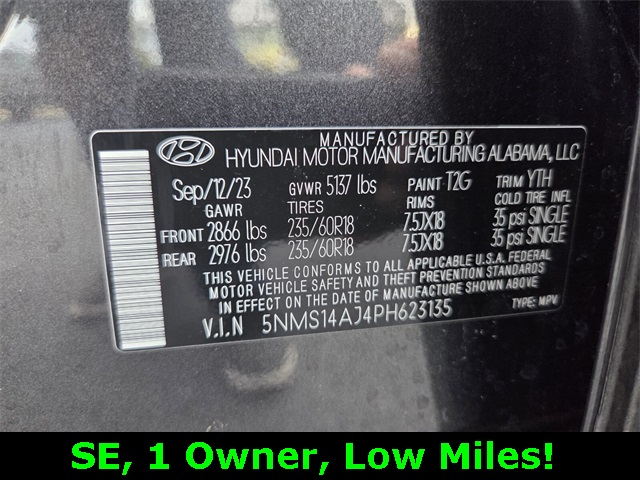 MANUFACTURED BY
HYUNDAI MOTOR MANUFACTURING ALABAMA, LLC
Sep/12/23 GVWR 5137 lbs PAINT T2G TRIM YTH
GAWR TIRES RIMS COLD TIRE INFL
FRONT 2866 lbs 235/60R18 7.5JX18 35 psi SINGLE
REAR 2976 lbs 235/60R18 7.5JX18 35 psi SINGLE
THIS VEHICLE CONFORMS TO ALL APPLICABLE U.S.A. FEDERAL
MOTOR VEHICLE SAFETY AND THEFT PREVENTION STANDARDS
IN EFFECT ON THE DATE OF MANUFACTURE SHOWN ABOVE
V.I.N 5NMS14AJ4PH623135 TYPE: MPV
SE, 1 Owner, Low Miles!